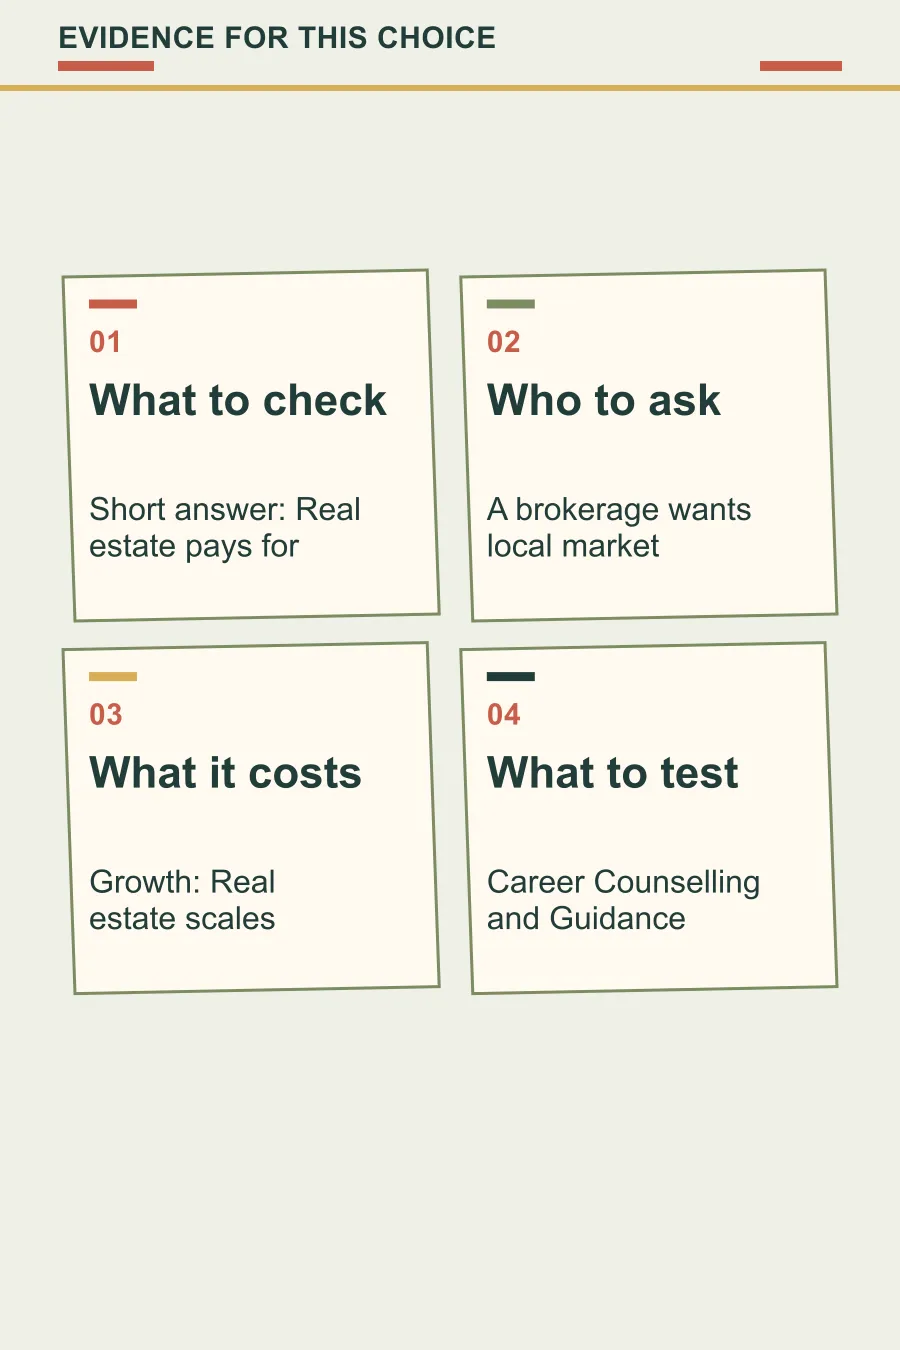 EVIDENCE FOR THIS CHOICE
01
What to check
Short answer: Real
estate pays for
02
Who to ask
A brokerage wants
local market
03
What it costs
Growth: Real
estate scales
04
What to test
Career Counselling
and Guidance